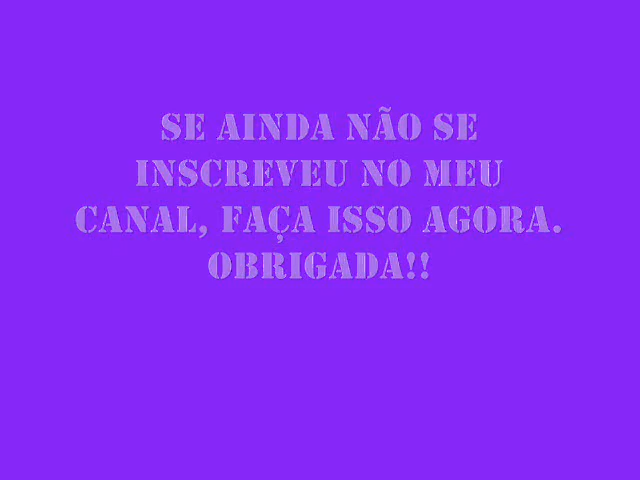 SE AINDA NÃO SE
INSCREVEU NO MEU
CANAL, FAÇA ISSO AGORA.
OBRIGADA!!